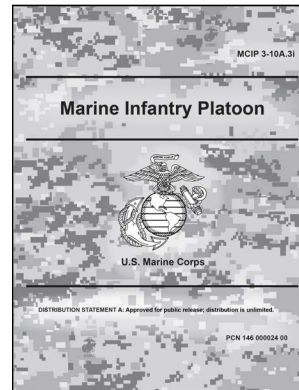 MCIP 3-10A.3i
Marine Infantry Platoon
U.S. Marine Corps
DISTRIBUTION STATEMENT A: Approved for public release; distribution is unlimited.
PCN 146 000024 00